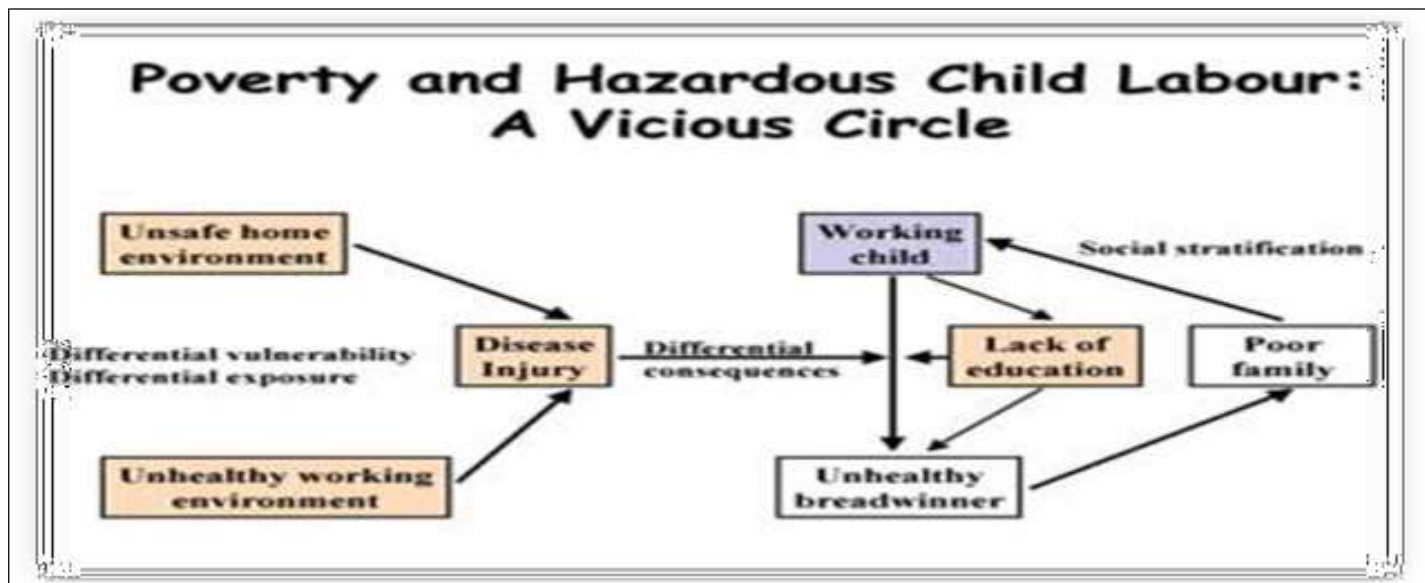 Poverty and Hazardous Child Labour:
A Vicious Circle
Unsafe home
environment
Working
child
Social stratification
Differential vulnerability
Differential exposure
Disease
Injury
Differential
consequences
Lack of
education
Poor
family
Unhealthy working
environment
Unhealthy
breadwinner